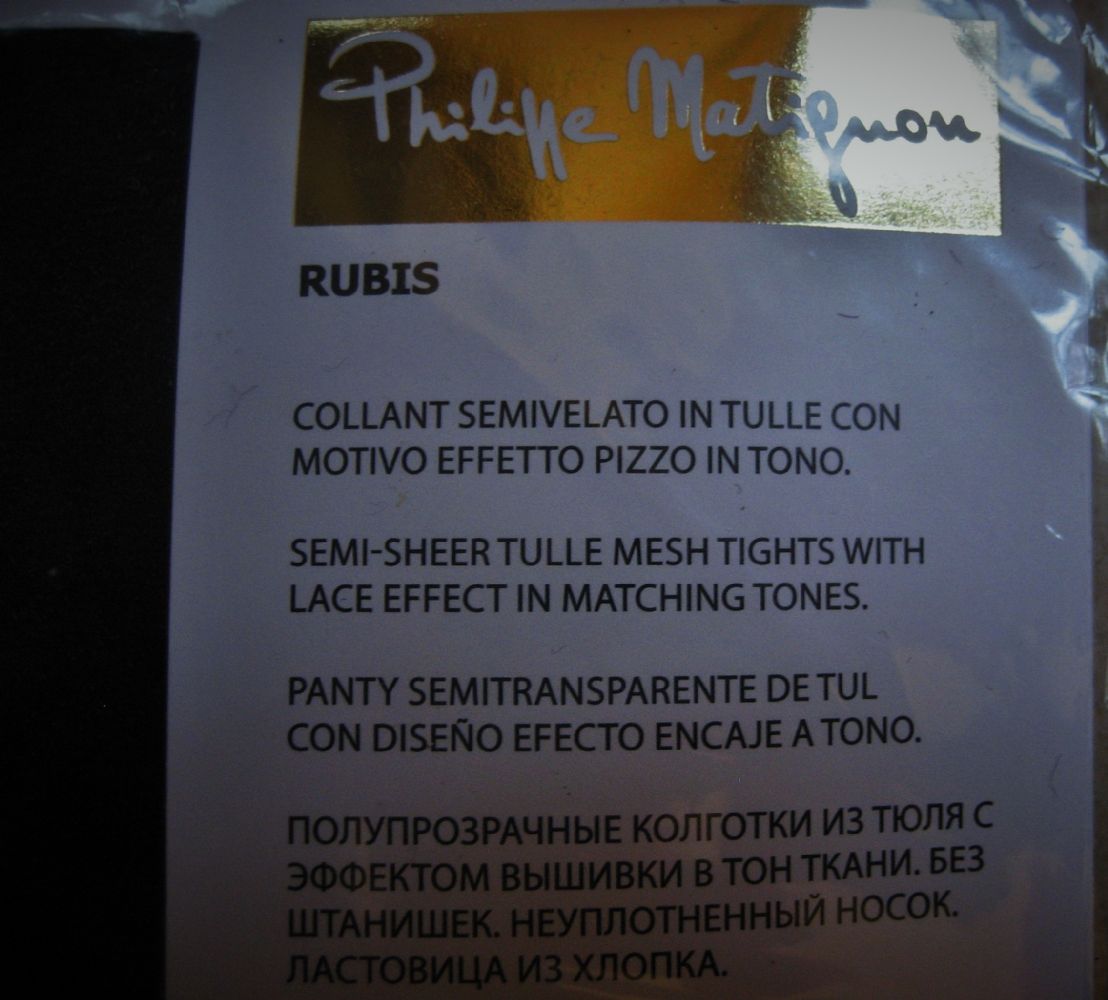 Philippe Matignon
RUBIS
COLLANT SEMIVELATO IN TULLE CON
MOTIVO EFFETTO PIZZO IN TONO.
SEMI-SHEER TULLE MESH TIGHTS WITH
LACE EFFECT IN MATCHING TONES.
PANTY SEMITRANSPARENTE DE TUL
CON DISEÑO EFECTO ENCAJE A TONO.
ПОЛУПРОЗРАЧНЫЕ КОЛГОТКИ ИЗ ТЮЛЯ С
ЭФФЕКТОМ ВЫШИВКИ В ТОН ТКАНИ. БЕЗ
ШТАНИШЕК. НЕУПЛОТНЕННЫЙ НОСОК.
ЛАСТОВИЦА ИЗ ХЛОПКА.